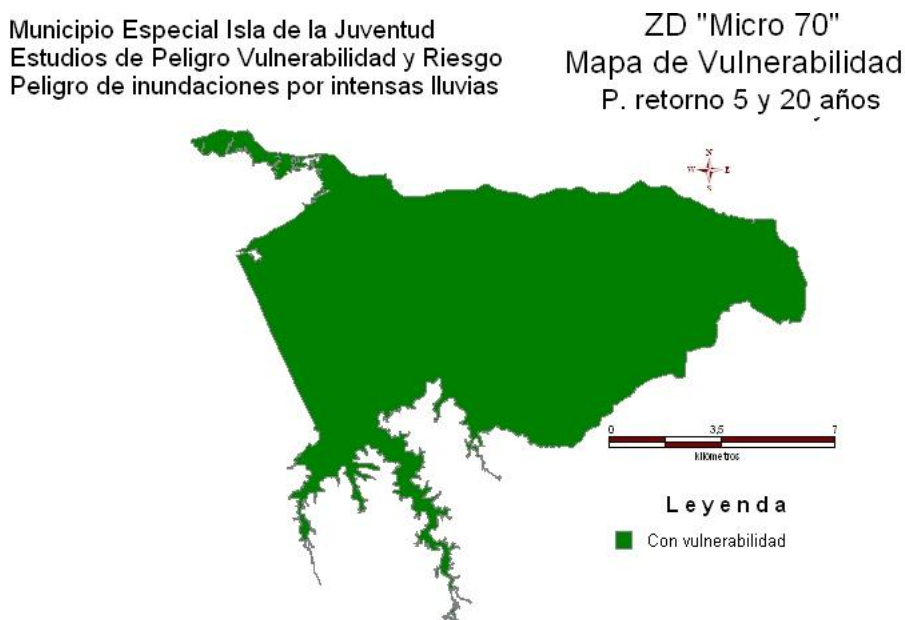 Municipio Especial Isla de la Juventud
Estudios de Peligro Vulnerabilidad y Riesgo
Peligro de inundaciones por intensas lluvias
ZD "Micro 70"
Mapa de Vulnerabilidad
P. retorno 5 y 20 años
N
W E
S
0 3,5 7
kilómetros
Leyenda
Con vulnerabilidad